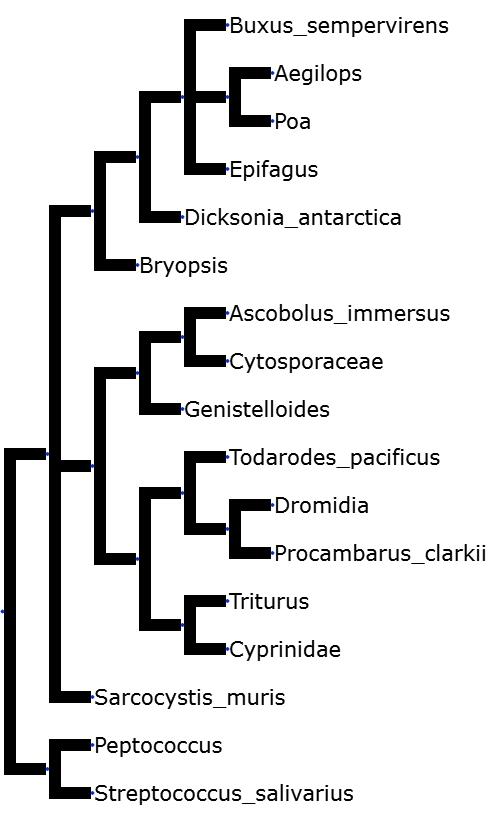 Buxus_sempervirens
Aegilops
Poa
Epifagus
Dicksonia_antarctica
Bryopsis
Ascobolus_immersus
Cytosporaceae
Genistelloides
Todarodes_pacificus
Dromidia
Procambarus_clarkii
Triturus
Cyprinidae
Sarcocystis_muris
Peptococcus
Streptococcus_salivarius